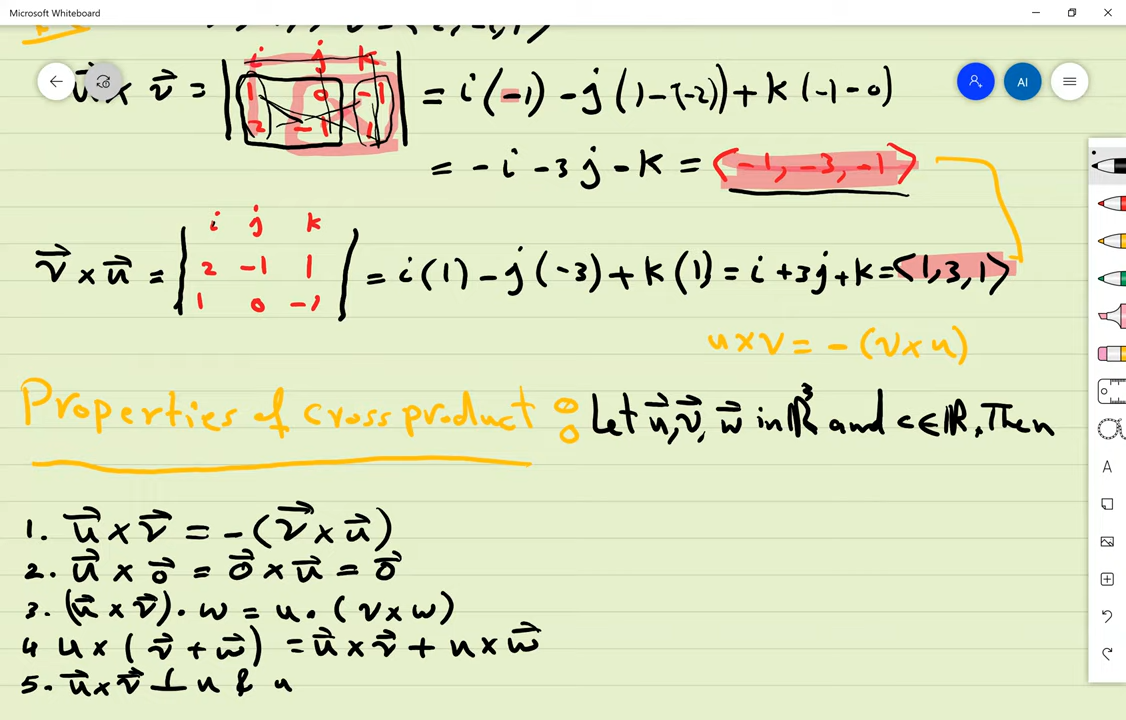 Microsoft Whiteboard
AI
× v⃗ = | i j k
1 0 -1
2 -1 1 | = i(-1) - j(1-(-2)) + k(-1-0)
= -i -3j -k = <-1, -3, -1>
v⃗ × u⃗ = | i j k
2 -1 1
1 0 -1 | = i(1) - j(-3) + k(1) = i + 3j + k = <1, 3, 1>
u × v = - (v × u)
Properties of cross product : Let u⃗, v⃗, w⃗ in ℝ³ and c ∈ ℝ, Then
1. u⃗ × v⃗ = - (v⃗ × u⃗)
2. u⃗ × 0⃗ = 0⃗ × u⃗ = 0⃗
3. (u⃗ × v⃗) · w = u · (v × w)
4 u × (v⃗ + w⃗) = u⃗ × v⃗ + u × w⃗
5. u⃗ × v⃗ ⊥ u & u
A